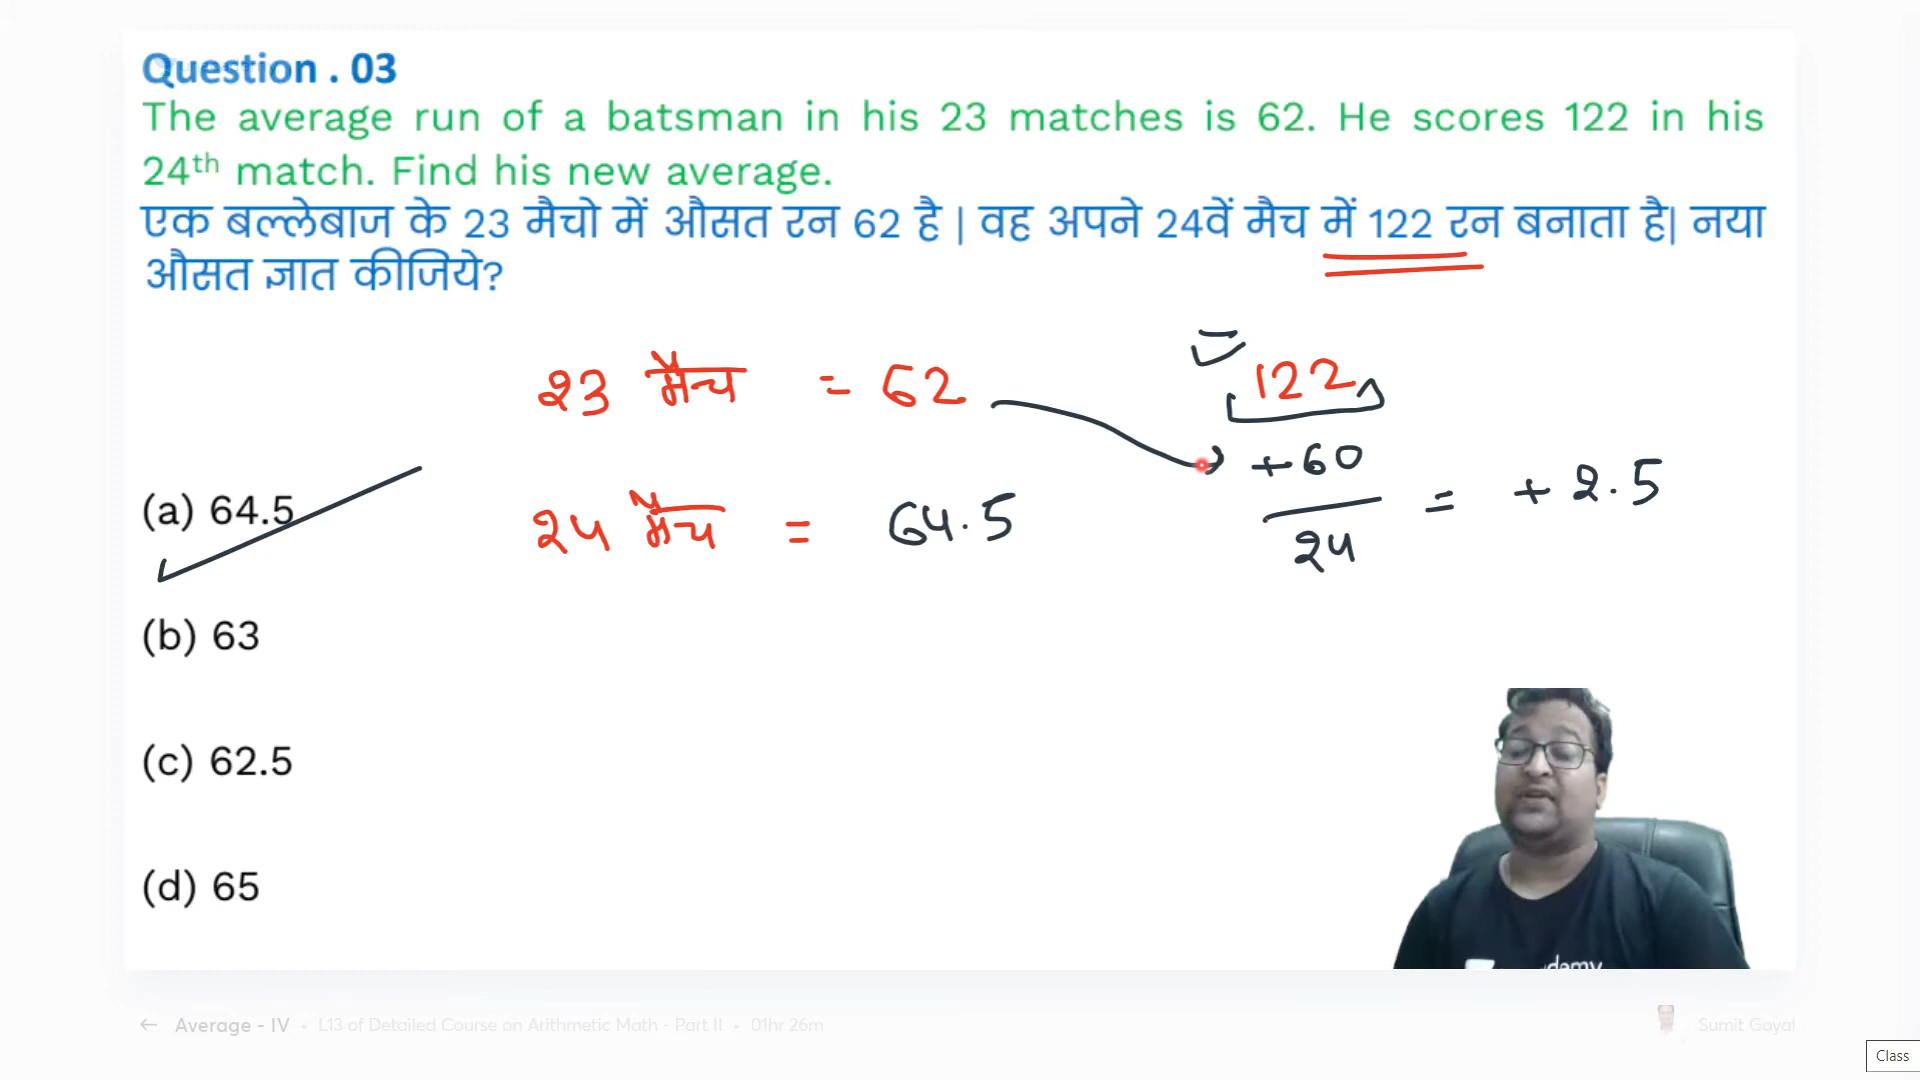 Question . 03
The average run of a batsman in his 23 matches is 62. He scores 122 in his
24th match. Find his new average.
एक बल्लेबाज के 23 मैचो में औसत रन 62 है | वह अपने 24वें मैच में 122 रन बनाता है| नया
औसत ज्ञात कीजिये?
23 मैच = 62
122
+60
24
= +2.5
(a) 64.5
24 मैच = 64.5
(b) 63
(c) 62.5
(d) 65
← Average - IV • L13 of Detailed Course on Arithmetic Math - Part II • 01hr 26m
Sumit Goyal
Class